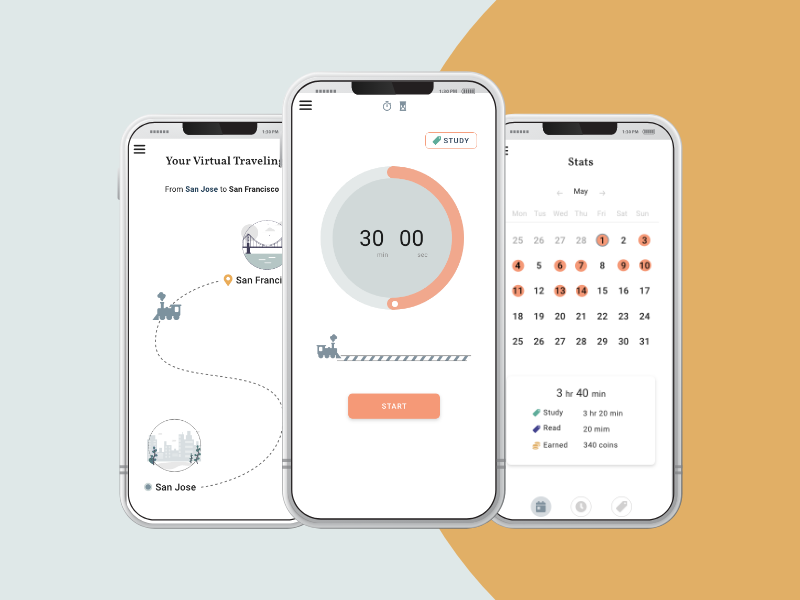 1:30 PM
Your Virtual Traveling
From San Jose to San Francisco
San Franci
San Jose
1:30 PM
STUDY
30 00
min sec
START
1:30 PM
Stats
← May →
Mon Tue Wed Thu Fri Sat Sun
25 26 27 28 1 2 3
4 5 6 7 8 9 10
11 12 13 14 15 16 17
18 19 20 21 22 23 24
25 26 27 28 29 30 31
3 hr 40 min
Study 3 hr 20 min
Read 20 mim
Earned 340 coins